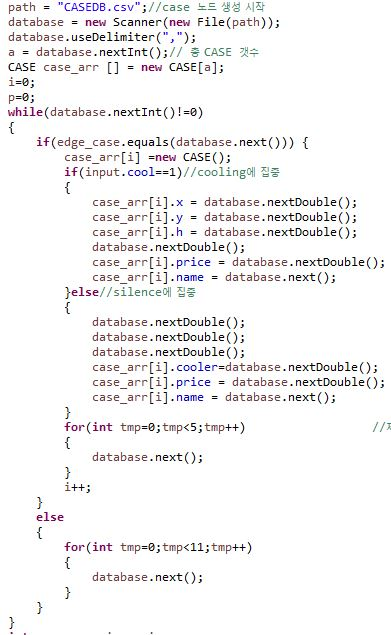 path = "CASEDB.csv";//case 노드 생성 시작
database = new Scanner(new File(path));
database.useDelimiter(",");
a = database.nextInt();// 총 CASE 갯수
CASE case_arr [] = new CASE[a];
i=0;
p=0;
while(database.nextInt()!=0)
{
if(edge_case.equals(database.next())) {
case_arr[i] =new CASE();
if(input.cool==1)//cooling에 집중
{
case_arr[i].x = database.nextDouble();
case_arr[i].y = database.nextDouble();
case_arr[i].h = database.nextDouble();
database.nextDouble();
case_arr[i].price = database.nextDouble();
case_arr[i].name = database.next();
}else//silence에 집중
{
database.nextDouble();
database.nextDouble();
database.nextDouble();
case_arr[i].cooler=database.nextDouble();
case_arr[i].price = database.nextDouble();
case_arr[i].name = database.next();
}
for(int tmp=0;tmp<5;tmp++) //
{
database.next();
}
i++;
}
else
{
for(int tmp=0;tmp<11;tmp++)
{
database.next();
}
}
}